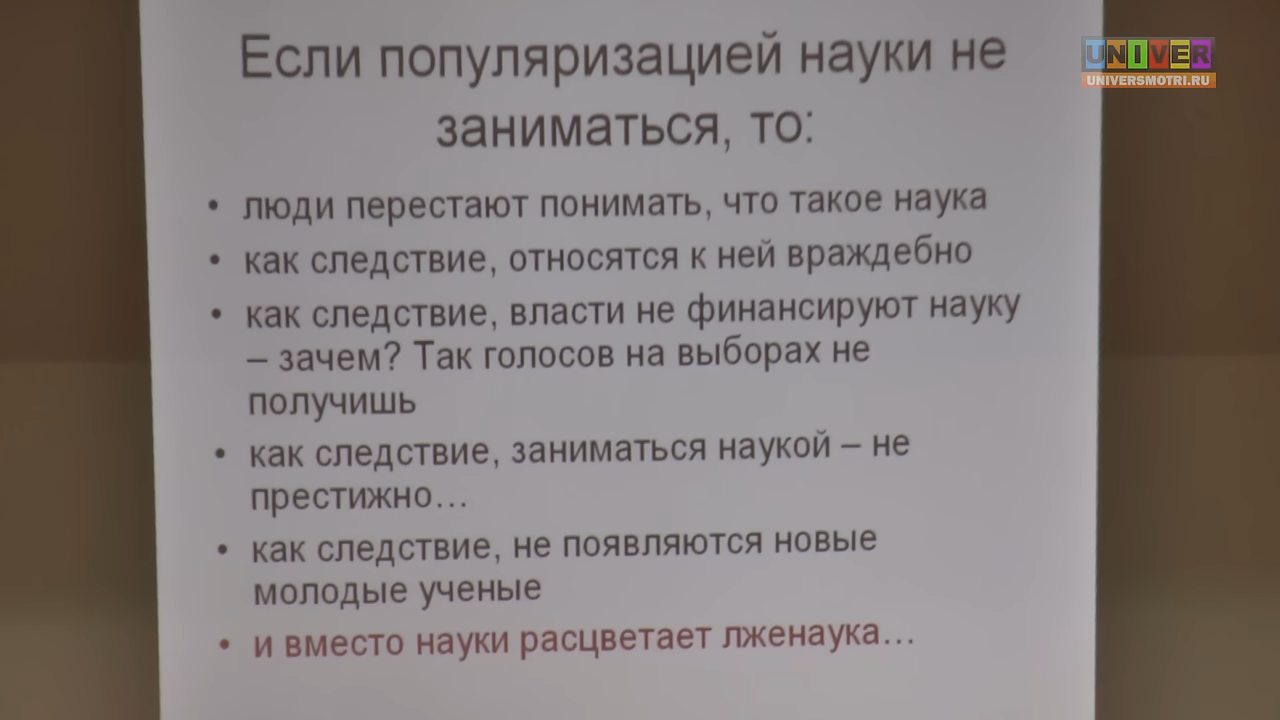 Если популяризацией науки не
заниматься, то:
• люди перестают понимать, что такое наука
• как следствие, относятся к ней враждебно
• как следствие, власти не финансируют науку
– зачем? Так голосов на выборах не
получишь
• как следствие, заниматься наукой – не
престижно...
• как следствие, не появляются новые
молодые ученые
• и вместо науки расцветает лженаука...
UNIVER
UNIVERSMOTRI.RU